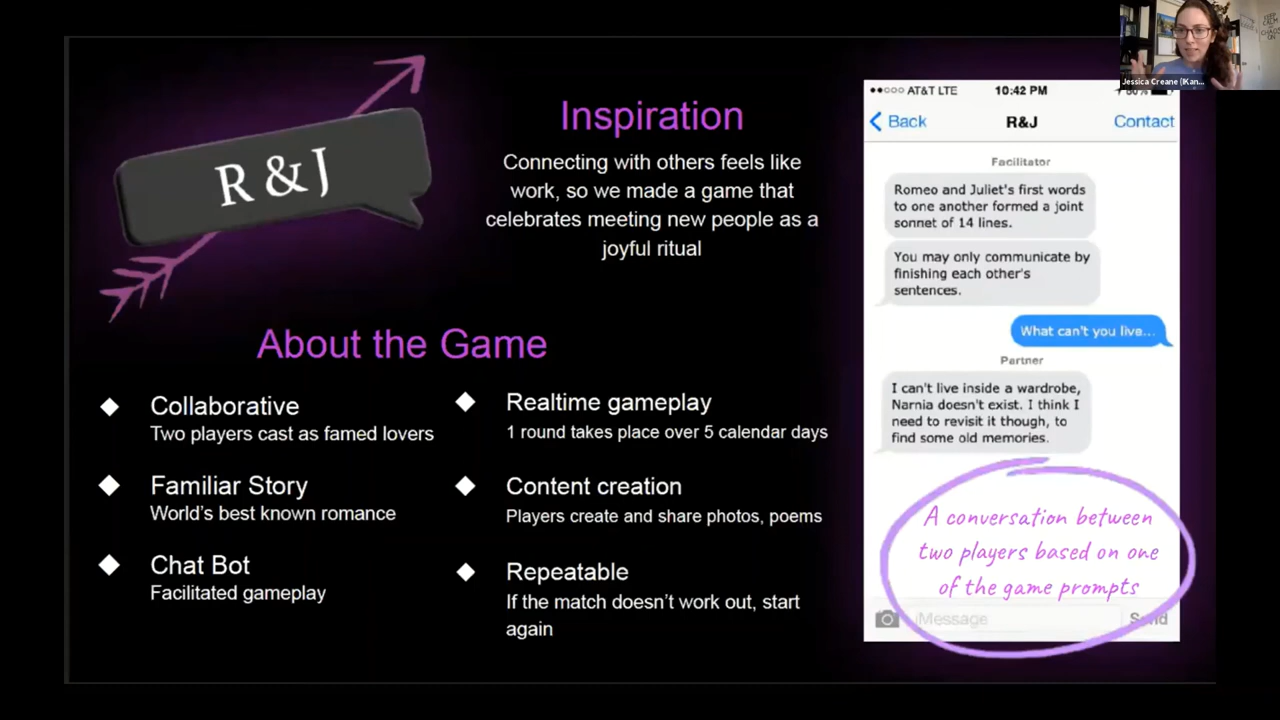 R & J
Inspiration
Connecting with others feels like
work, so we made a game that
celebrates meeting new people as a
joyful ritual
About the Game
Collaborative
Two players cast as famed lovers
Familiar Story
World's best known romance
Chat Bot
Facilitated gameplay
Realtime gameplay
1 round takes place over 5 calendar days
Content creation
Players create and share photos, poems
Repeatable
If the match doesn't work out, start
again
AT&T LTE 10:42 PM
Back R&J Contact
Facilitator
Romeo and Juliet's first words
to one another formed a joint
sonnet of 14 lines.
You may only communicate by
finishing each other's
sentences.
What can't you live...
Partner
I can't live inside a wardrobe,
Narnia doesn't exist. I think I
need to revisit it though, to
find some old memories.
A conversation between
two players based on one
of the game prompts
iMessage Send
Jessica Creane (IKan...